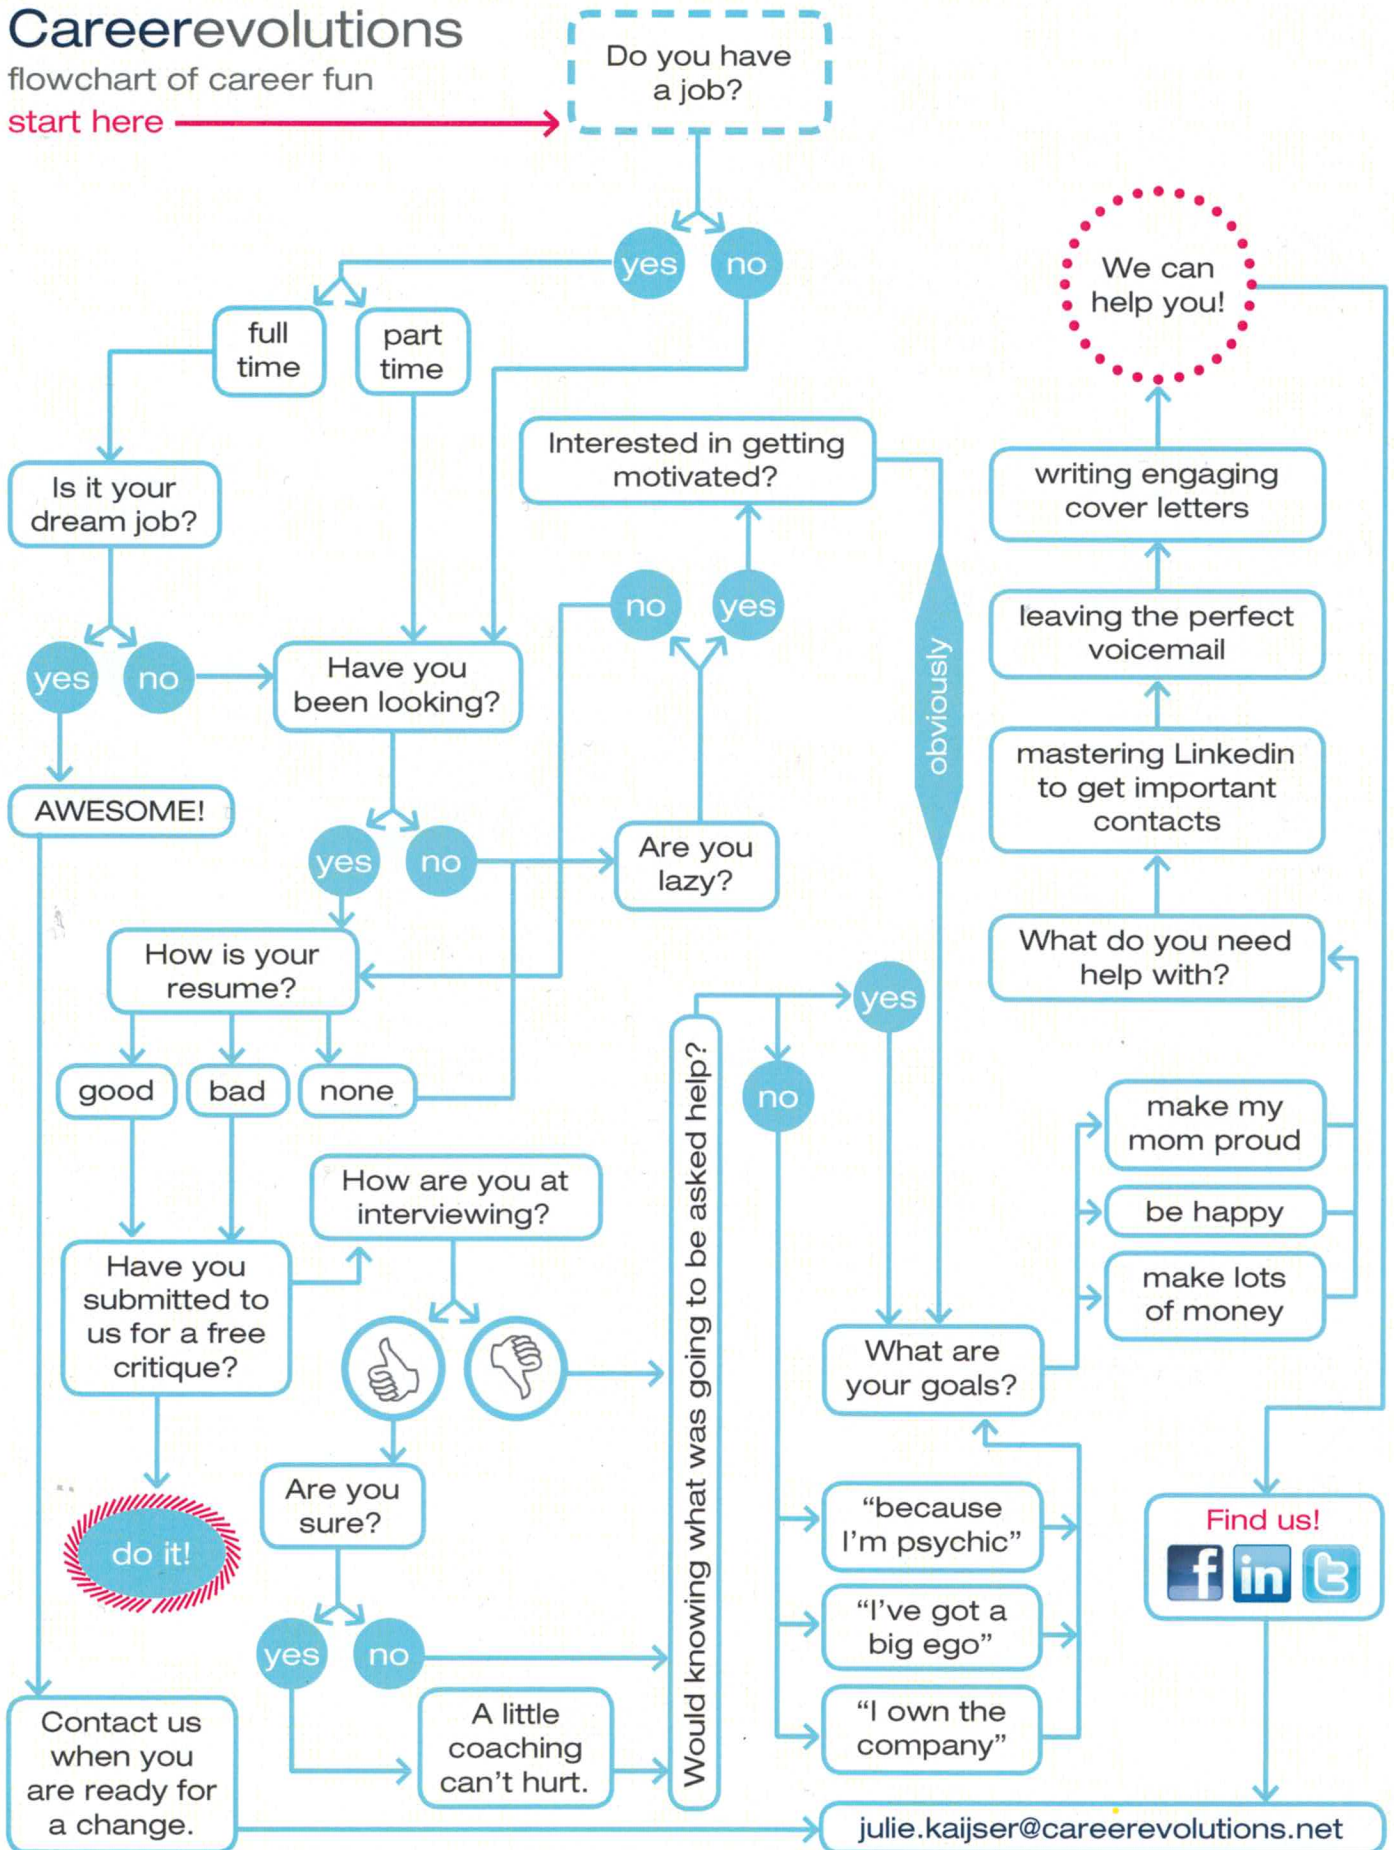 Careerevolutions
flowchart of career fun
start here
Do you have
a job?
yes
no
We can
help you!
full
time
part
time
Interested in getting
motivated?
writing engaging
cover letters
Is it your
dream job?
no
yes
leaving the perfect
voicemail
obviously
yes
no
Have you
been looking?
mastering Linkedin
to get important
contacts
AWESOME!
yes
no
Are you
lazy?
How is your
resume?
What do you need
help with?
yes
no
good
bad
none
Would knowing what was going to be asked help?
make my
mom proud
How are you at
interviewing?
be happy
Have you
submitted to
us for a free
critique?
make lots
of money
What are
your goals?
Are you
sure?
"because
I'm psychic"
Find us!
f
in
t
do it!
"I've got a
big ego"
yes
no
A little
coaching
can't hurt.
"I own the
company"
Contact us
when you
are ready for
a change.
julie.kaijser@careerevolutions.net